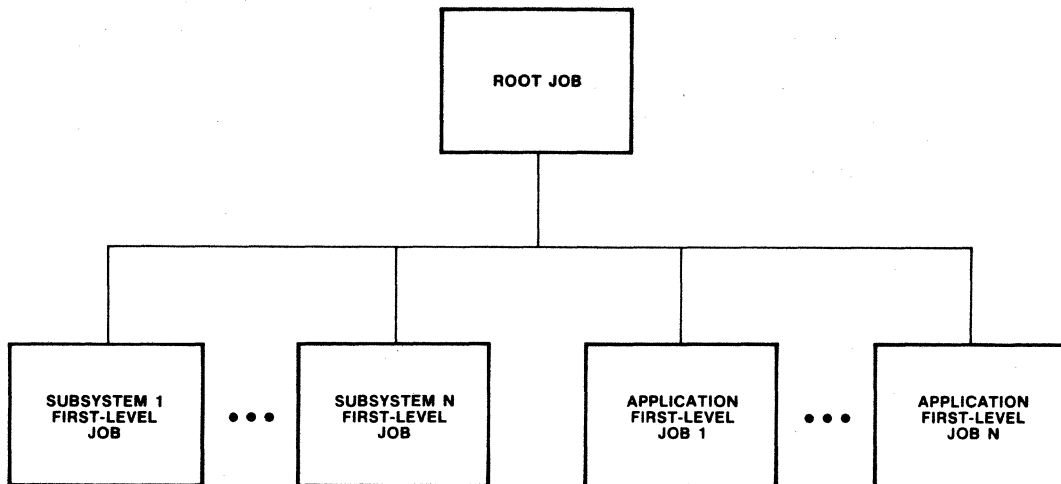 ROOT JOB
SUBSYSTEM 1
FIRST-LEVEL
JOB
SUBSYSTEM N
FIRST-LEVEL
JOB
APPLICATION
FIRST-LEVEL
JOB 1
APPLICATION
FIRST-LEVEL
JOB N